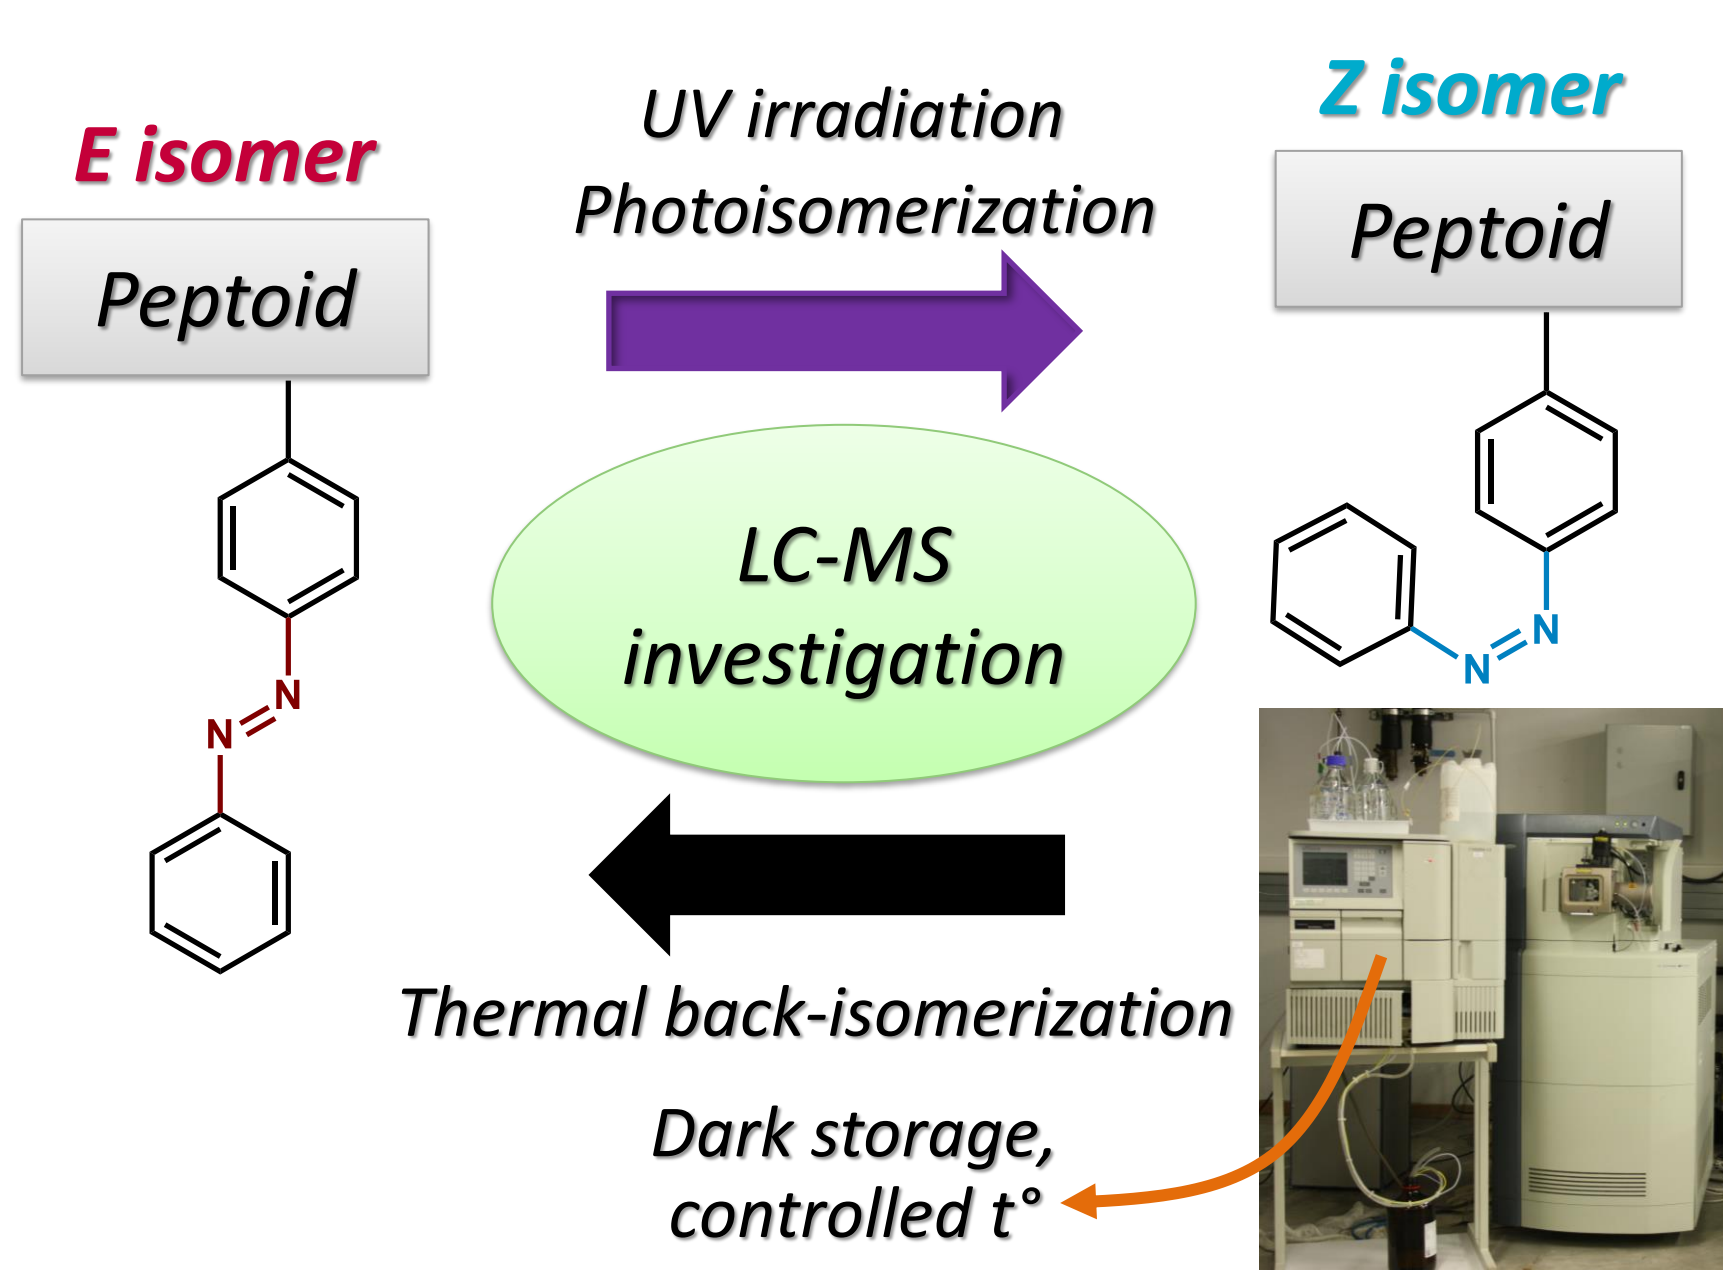 E isomer
Peptoid
N
N
UV irradiation
Photoisomerization
LC-MS
investigation
Thermal back-isomerization
Dark storage,
controlled t°
Z isomer
Peptoid
N
N